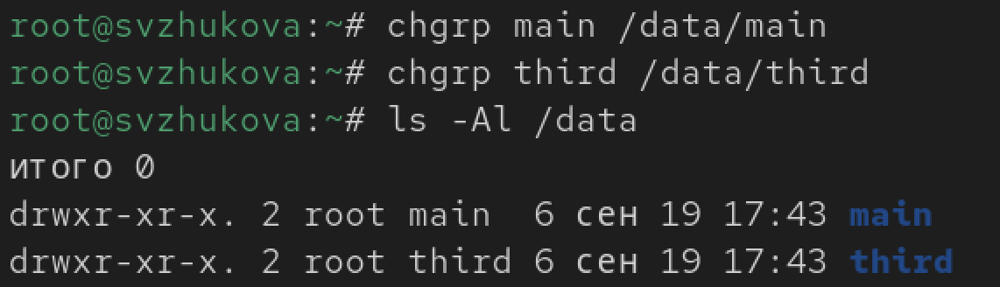 root@svzhukova:~# chgrp main /data/main
root@svzhukova:~# chgrp third /data/third
root@svzhukova:~# ls -Al /data
итого 0
drwxr-xr-x. 2 root main  6 сен 19 17:43 main
drwxr-xr-x. 2 root third 6 сен 19 17:43 third